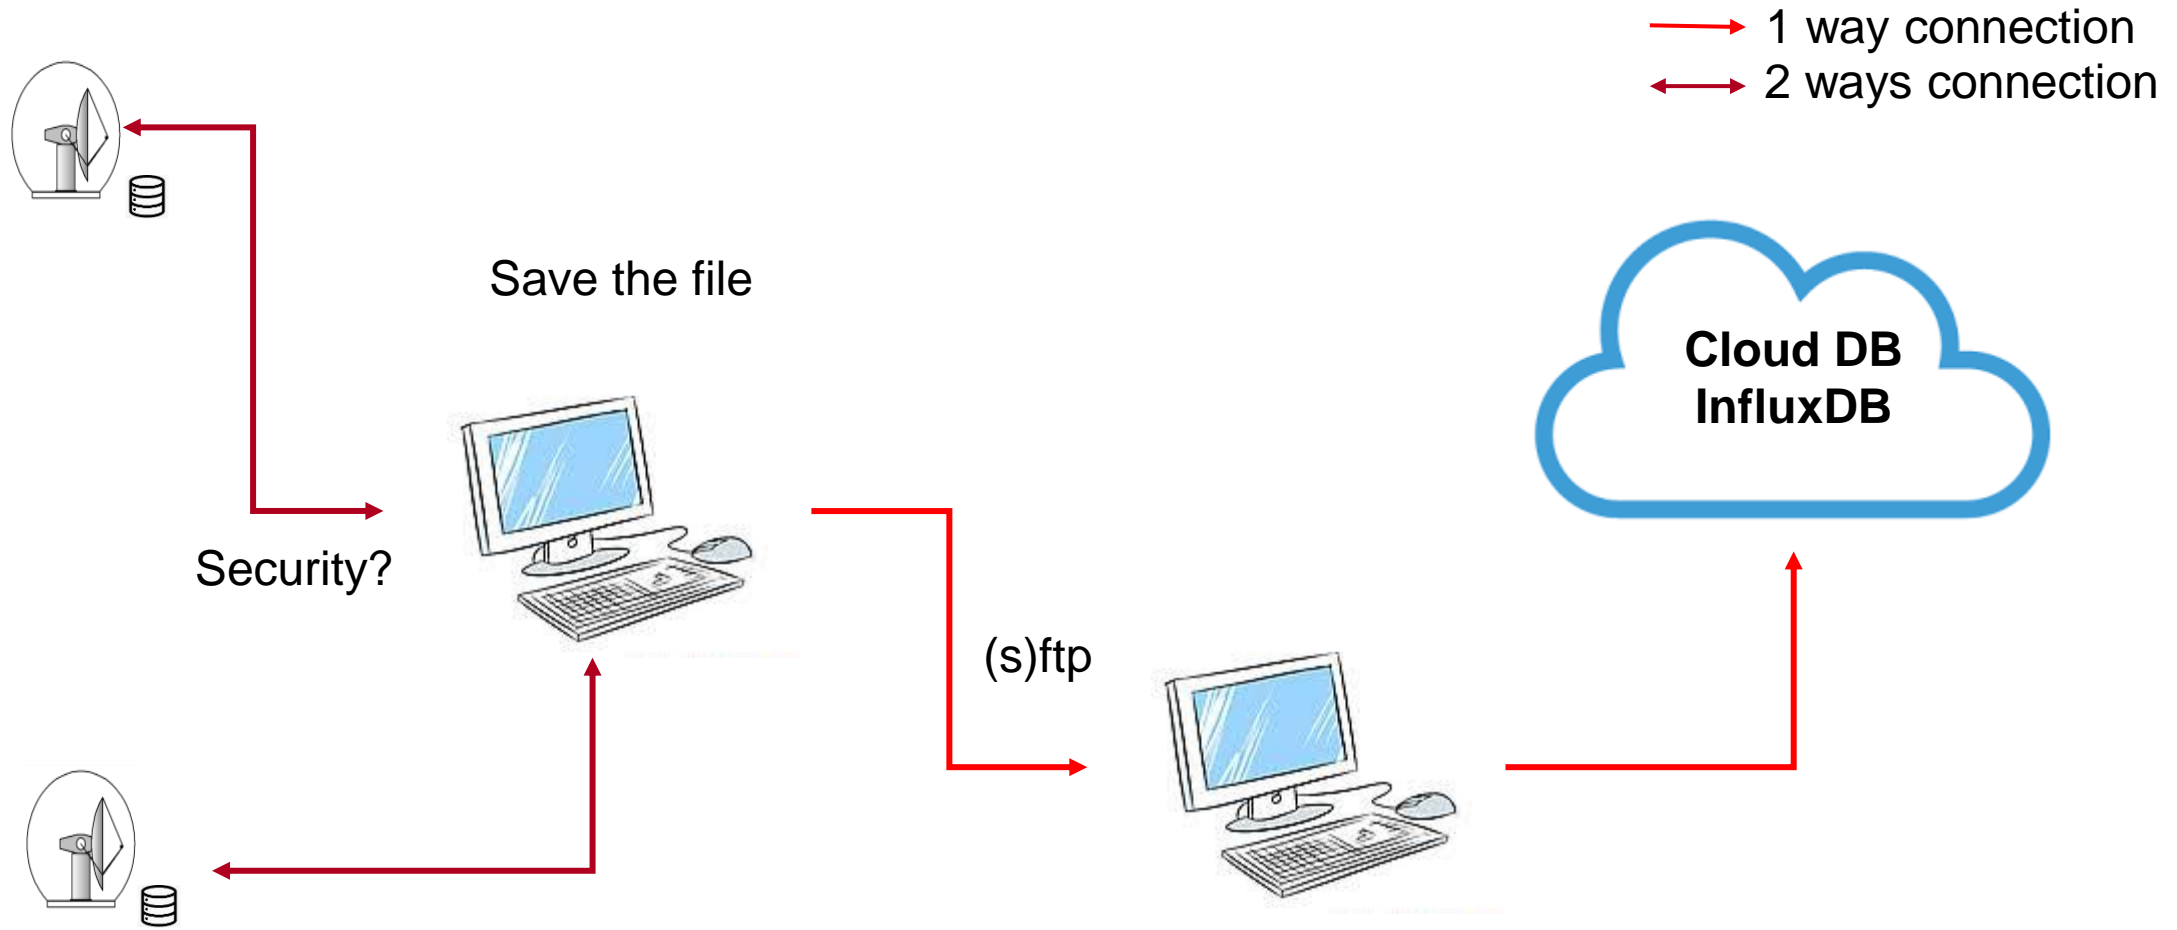 1 way connection
2 ways connection
Save the file
Cloud DB
InfluxDB
Security?
(s)ftp